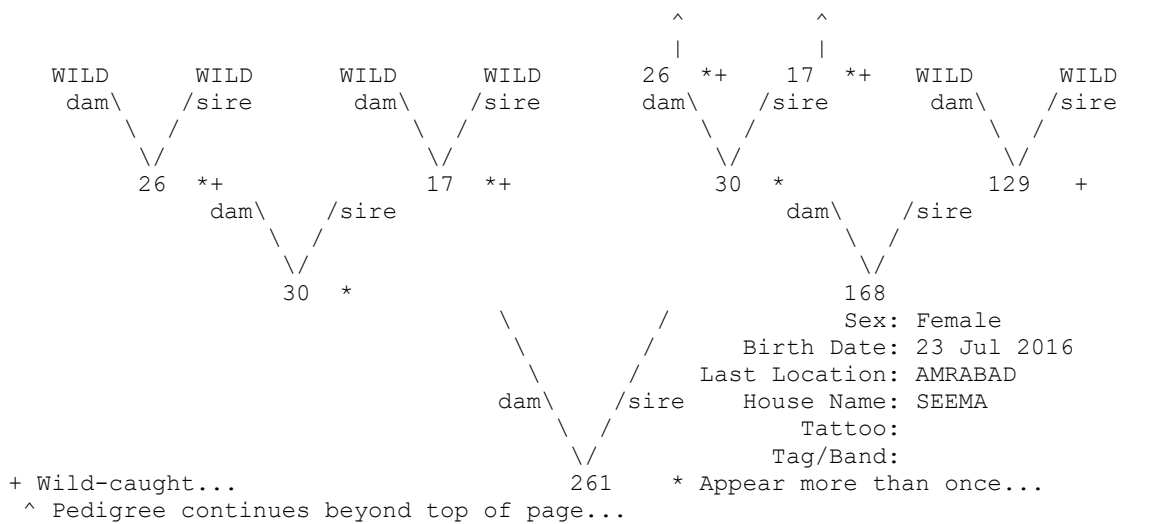 ^ ^
| |
WILD WILD WILD WILD 26 *+ 17 *+ WILD WILD
dam\ /sire dam\ /sire dam\ /sire dam\ /sire
\ / \ / \ / \ /
\/ \/ \/ \/
26 *+ 17 *+ 30 * 129 +
dam\ /sire dam\ /sire
\ / \ /
\/ \/
30 * 168
\ / Sex: Female
\ / Birth Date: 23 Jul 2016
\ / Last Location: AMRABAD
dam\ /sire House Name: SEEMA
\ / Tattoo:
\/ Tag/Band:
+ Wild-caught... 261 * Appear more than once...
^ Pedigree continues beyond top of page...